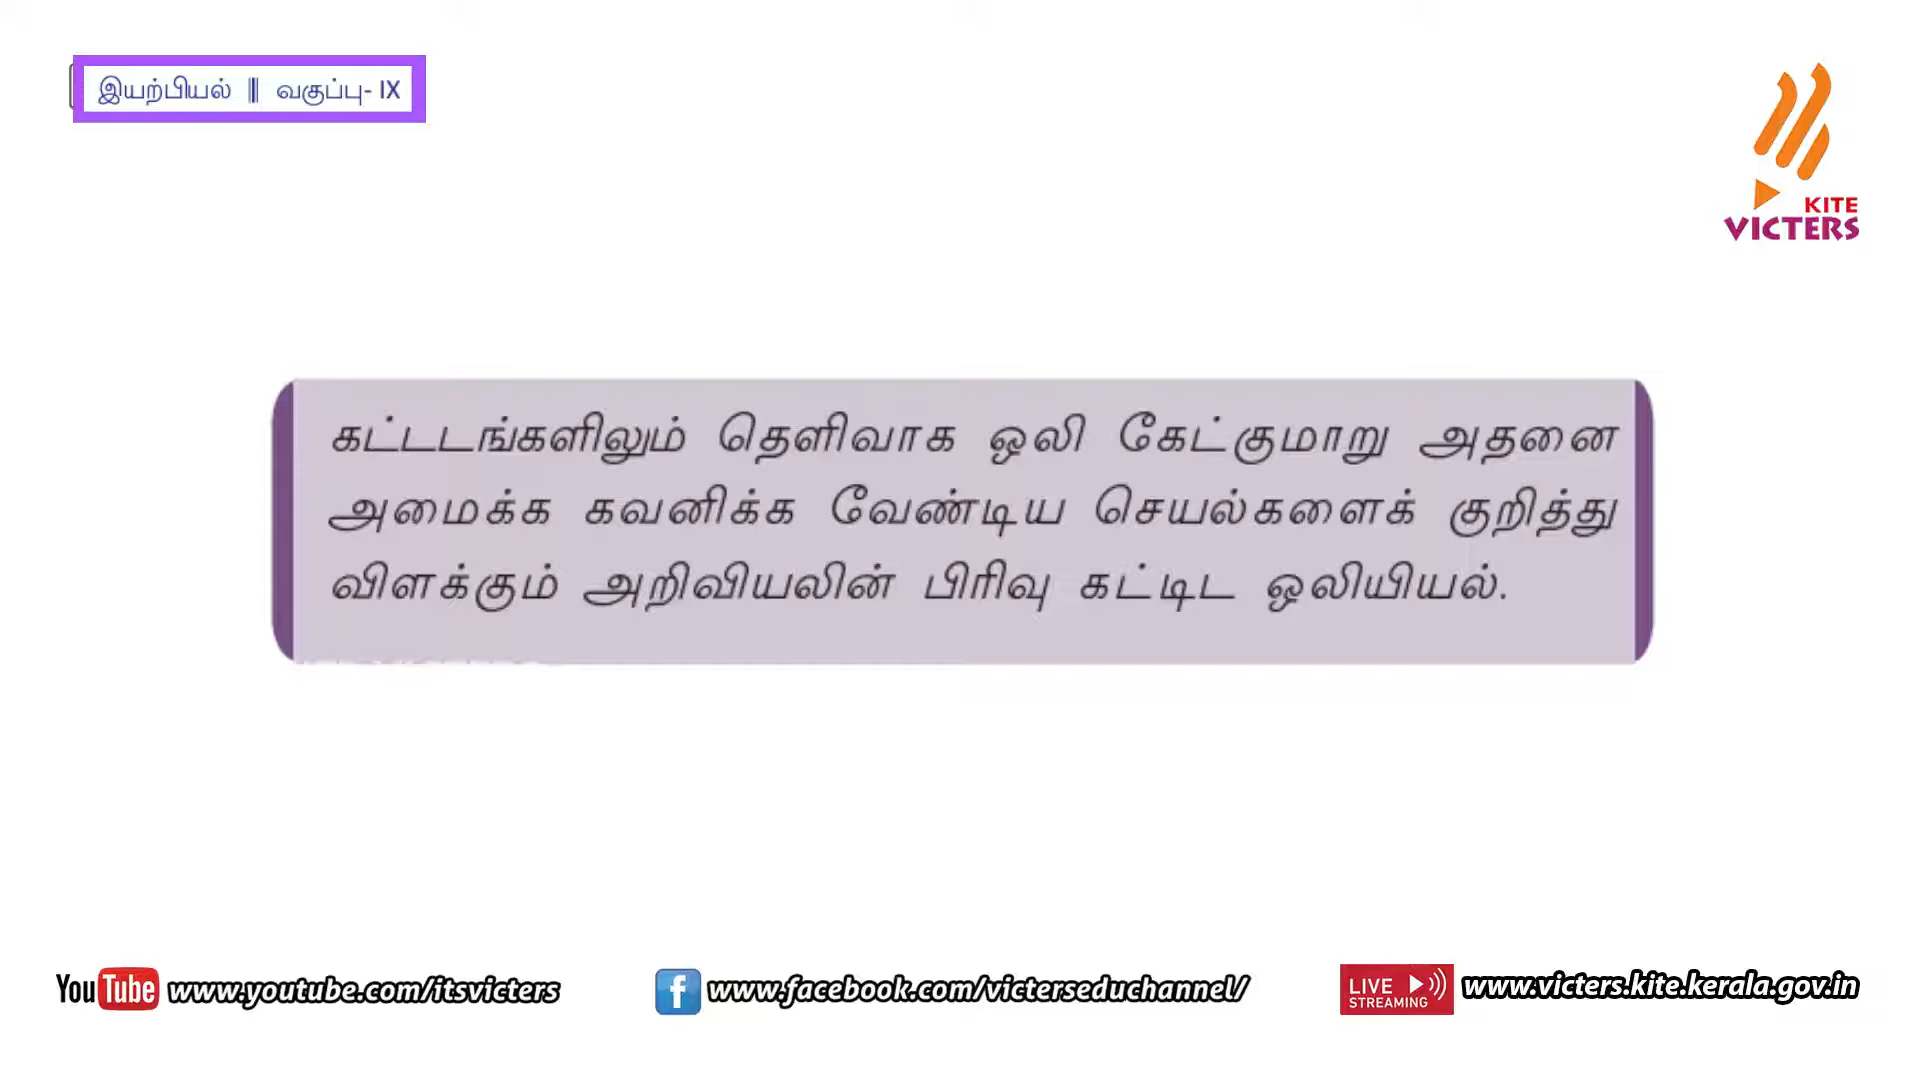 இயற்பியல் || வகுப்பு- IX
KITE
VICTERS
கட்டடங்களிலும் தெளிவாக ஒலி கேட்குமாறு அதனை
அமைக்க கவனிக்க வேண்டிய செயல்களைக் குறித்து
விளக்கும் அறிவியலின் பிரிவு கட்டிட ஒலியியல்.
YouTube www.youtube.com/itsvicters
f www.facebook.com/victerseduchannel/
LIVE STREAMING www.victers.kite.kerala.gov.in